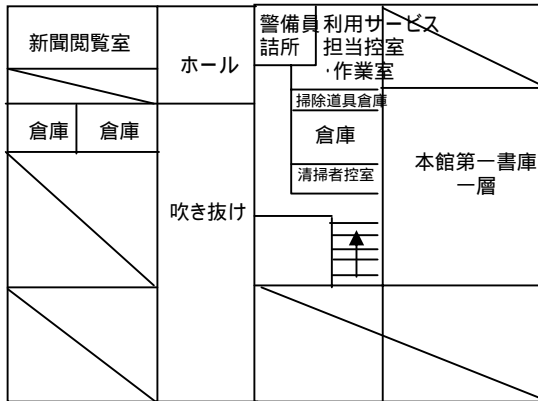 新聞閲覧室
ホール
警備員
詰所
利用サービス
担当控室
・作業室
掃除道具倉庫
倉庫
倉庫
倉庫
清掃者控室
本館第一書庫
一層
吹き抜け